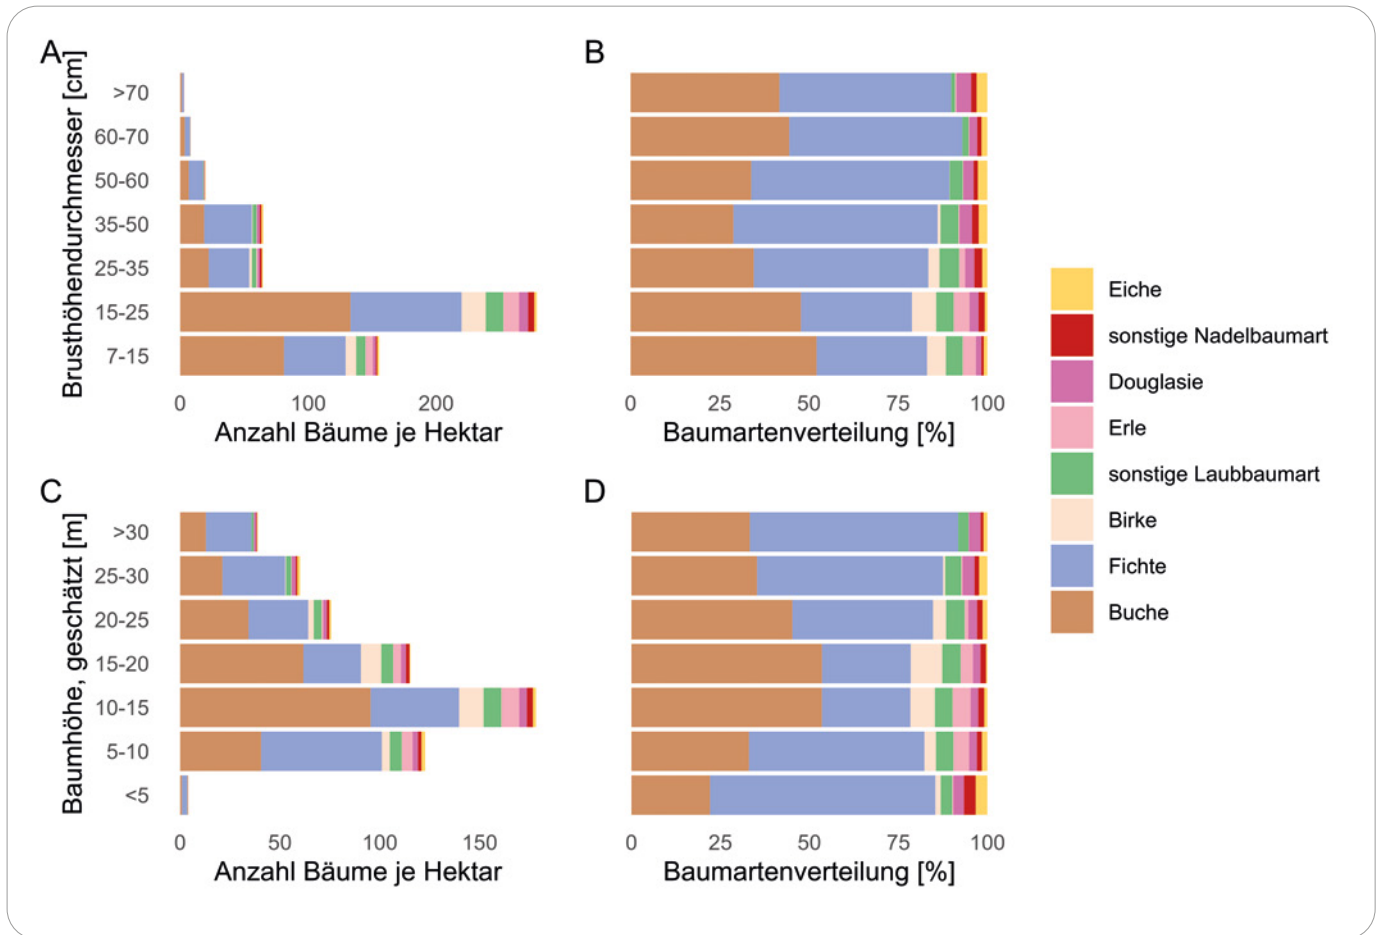 A
Brusthöhendurchmesser [cm]
>70
60-70
50-60
35-50
25-35
15-25
7-15
0 100 200
Anzahl Bäume je Hektar
B
0 25 50 75 100
Baumartenverteilung [%]
C
Baumhöhe, geschätzt [m]
>30
25-30
20-25
15-20
10-15
5-10
<5
0 50 100 150
Anzahl Bäume je Hektar
D
0 25 50 75 100
Baumartenverteilung [%]
Eiche
sonstige Nadelbaumart
Douglasie
Erle
sonstige Laubbaumart
Birke
Fichte
Buche